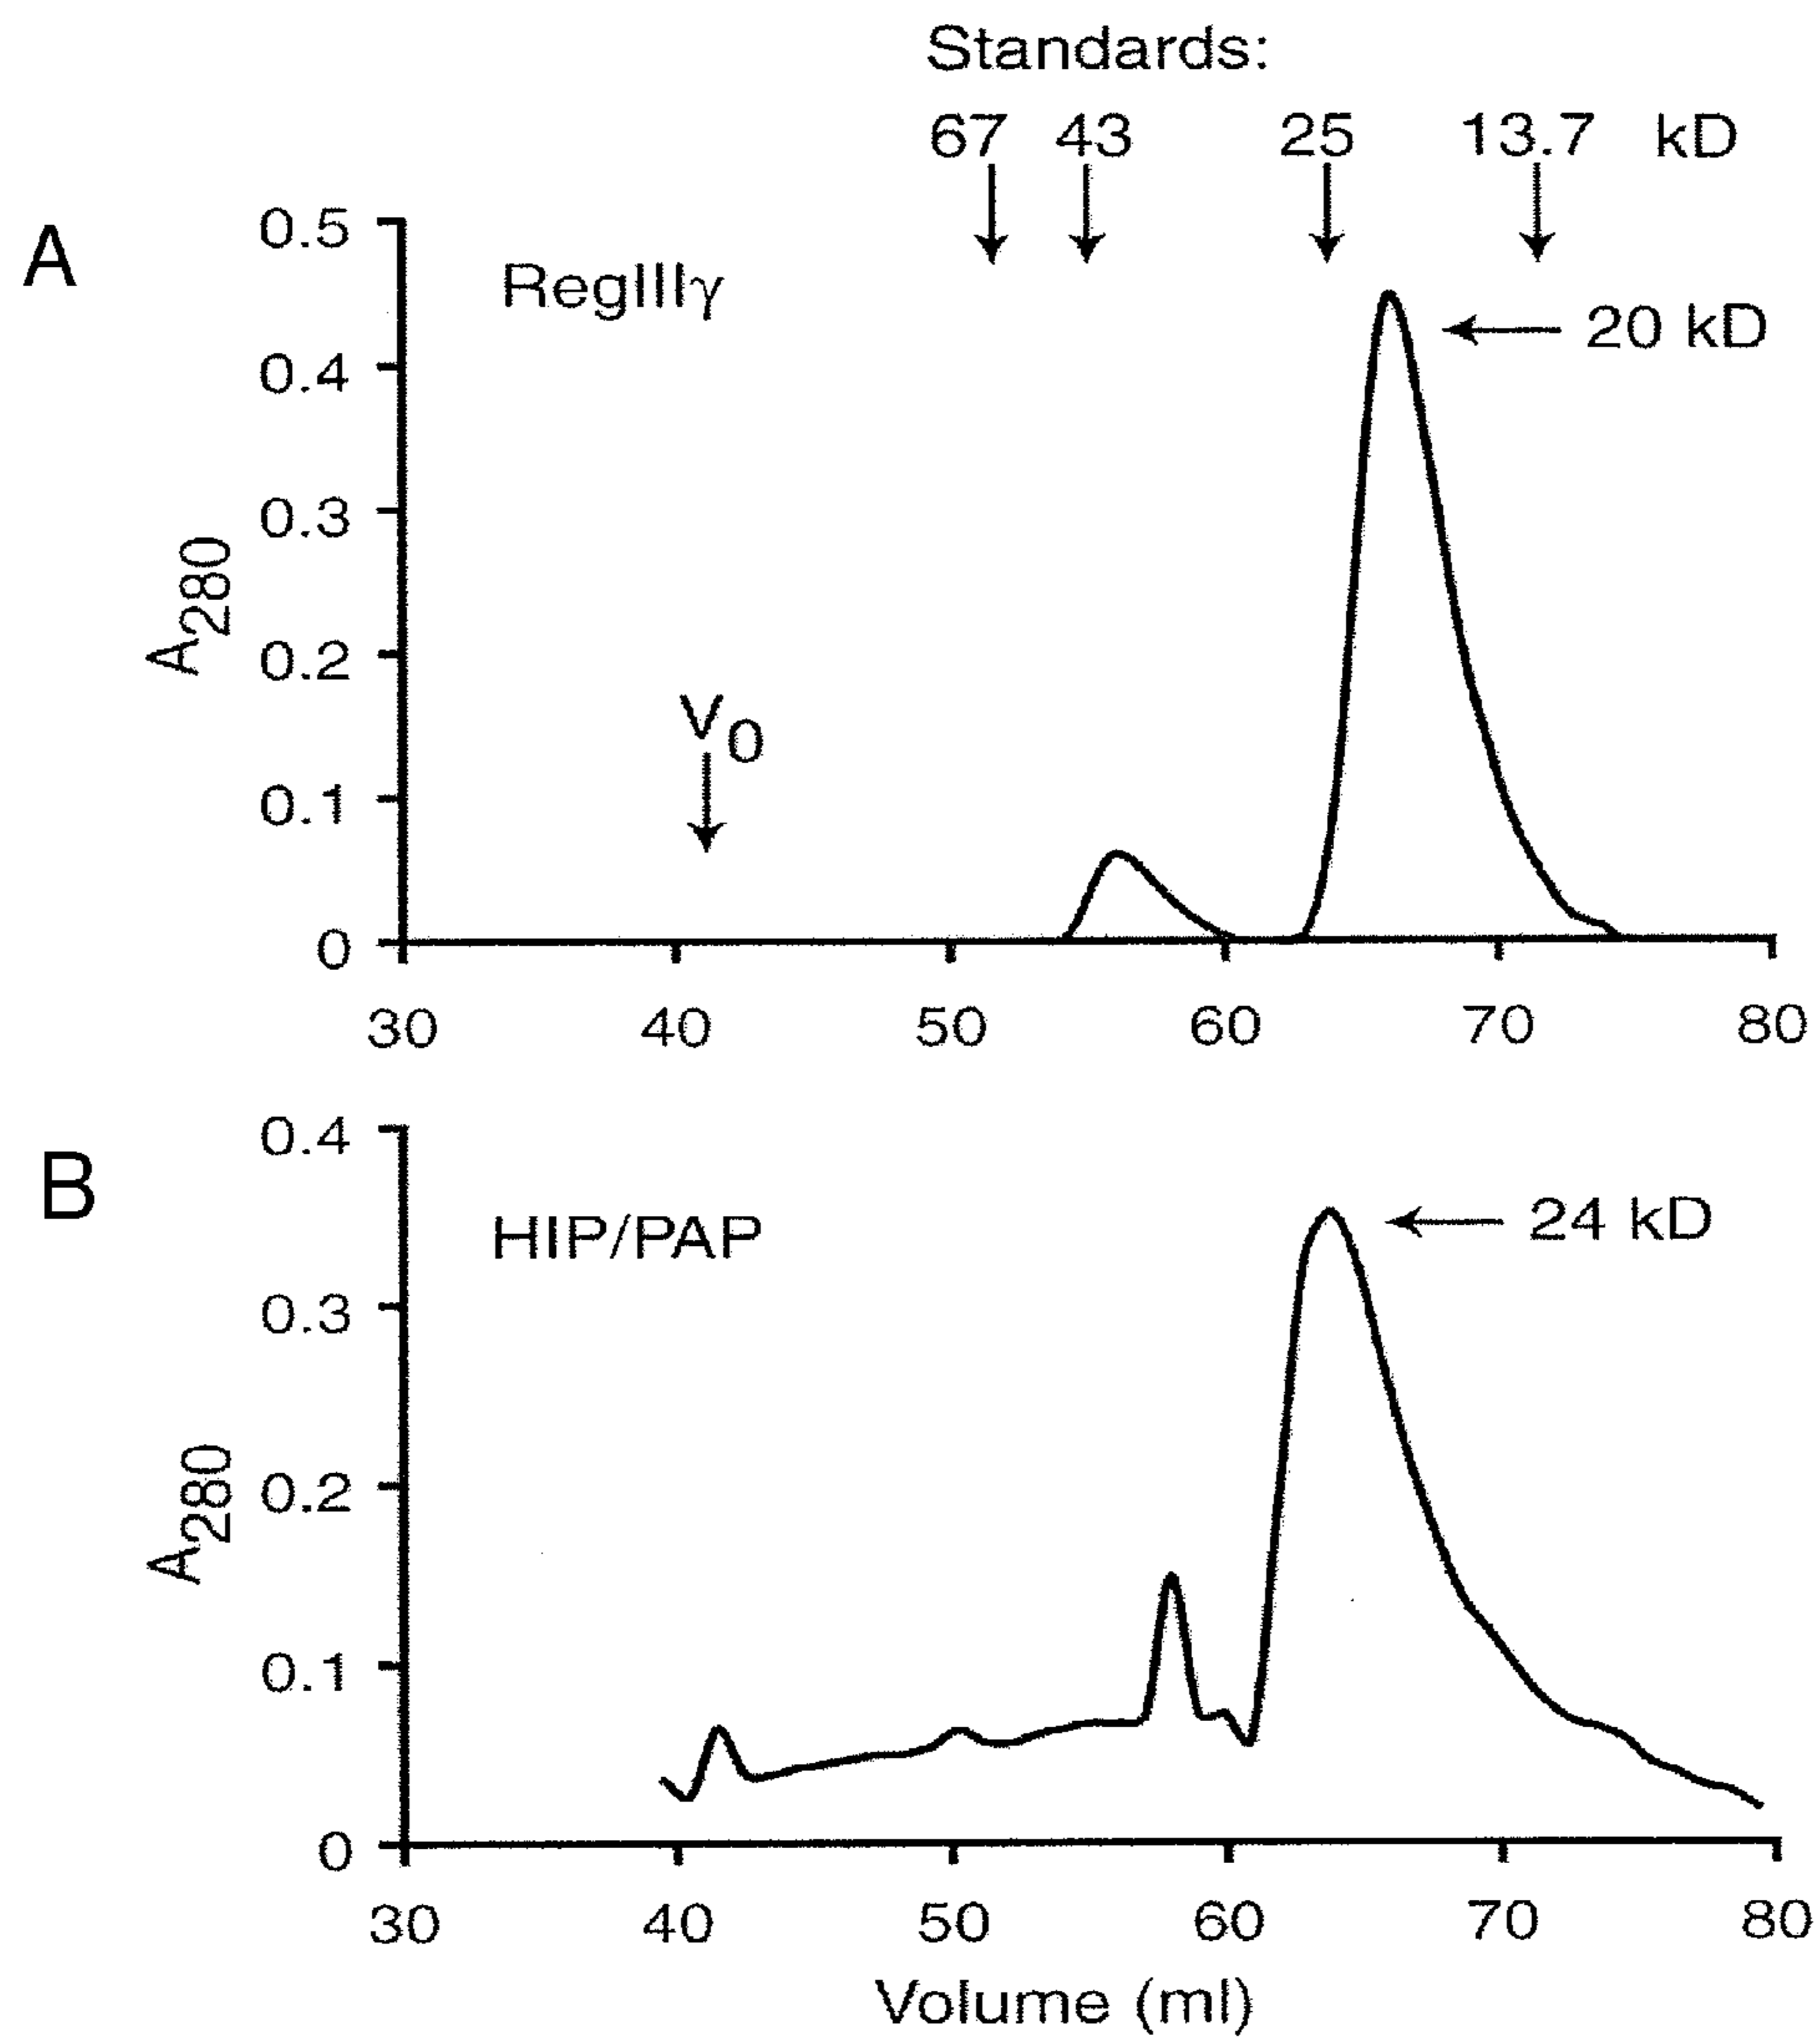 Standards:
67 43 25 13.7 kD
A
0.5
RegIIIγ
20 kD
0.4
0.3
A280
0.2
V0
0.1
0
30 40 50 60 70 80
B
0.4
HIP/PAP
24 kD
0.3
A280
0.2
0.1
0
30 40 50 60 70 80
Volume (ml)